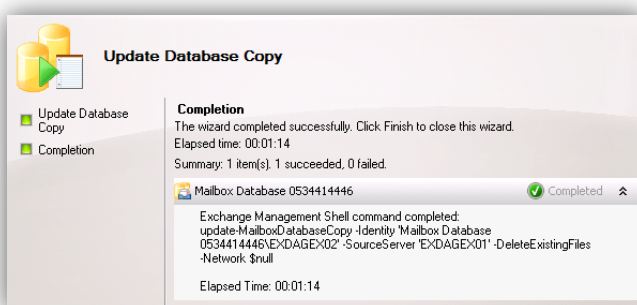 Update Database Copy
Update Database
Copy
Completion
Completion
The wizard completed successfully. Click Finish to close this wizard.
Elapsed time: 00:01:14
Summary: 1 item(s). 1 succeeded, 0 failed.
Mailbox Database 0534414446 Completed
Exchange Management Shell command completed:
update-MailboxDatabaseCopy -Identity 'Mailbox Database
0534414446\EXDAGEX02' -SourceServer 'EXDAGEX01' -DeleteExistingFiles
-Network $null
Elapsed Time: 00:01:14